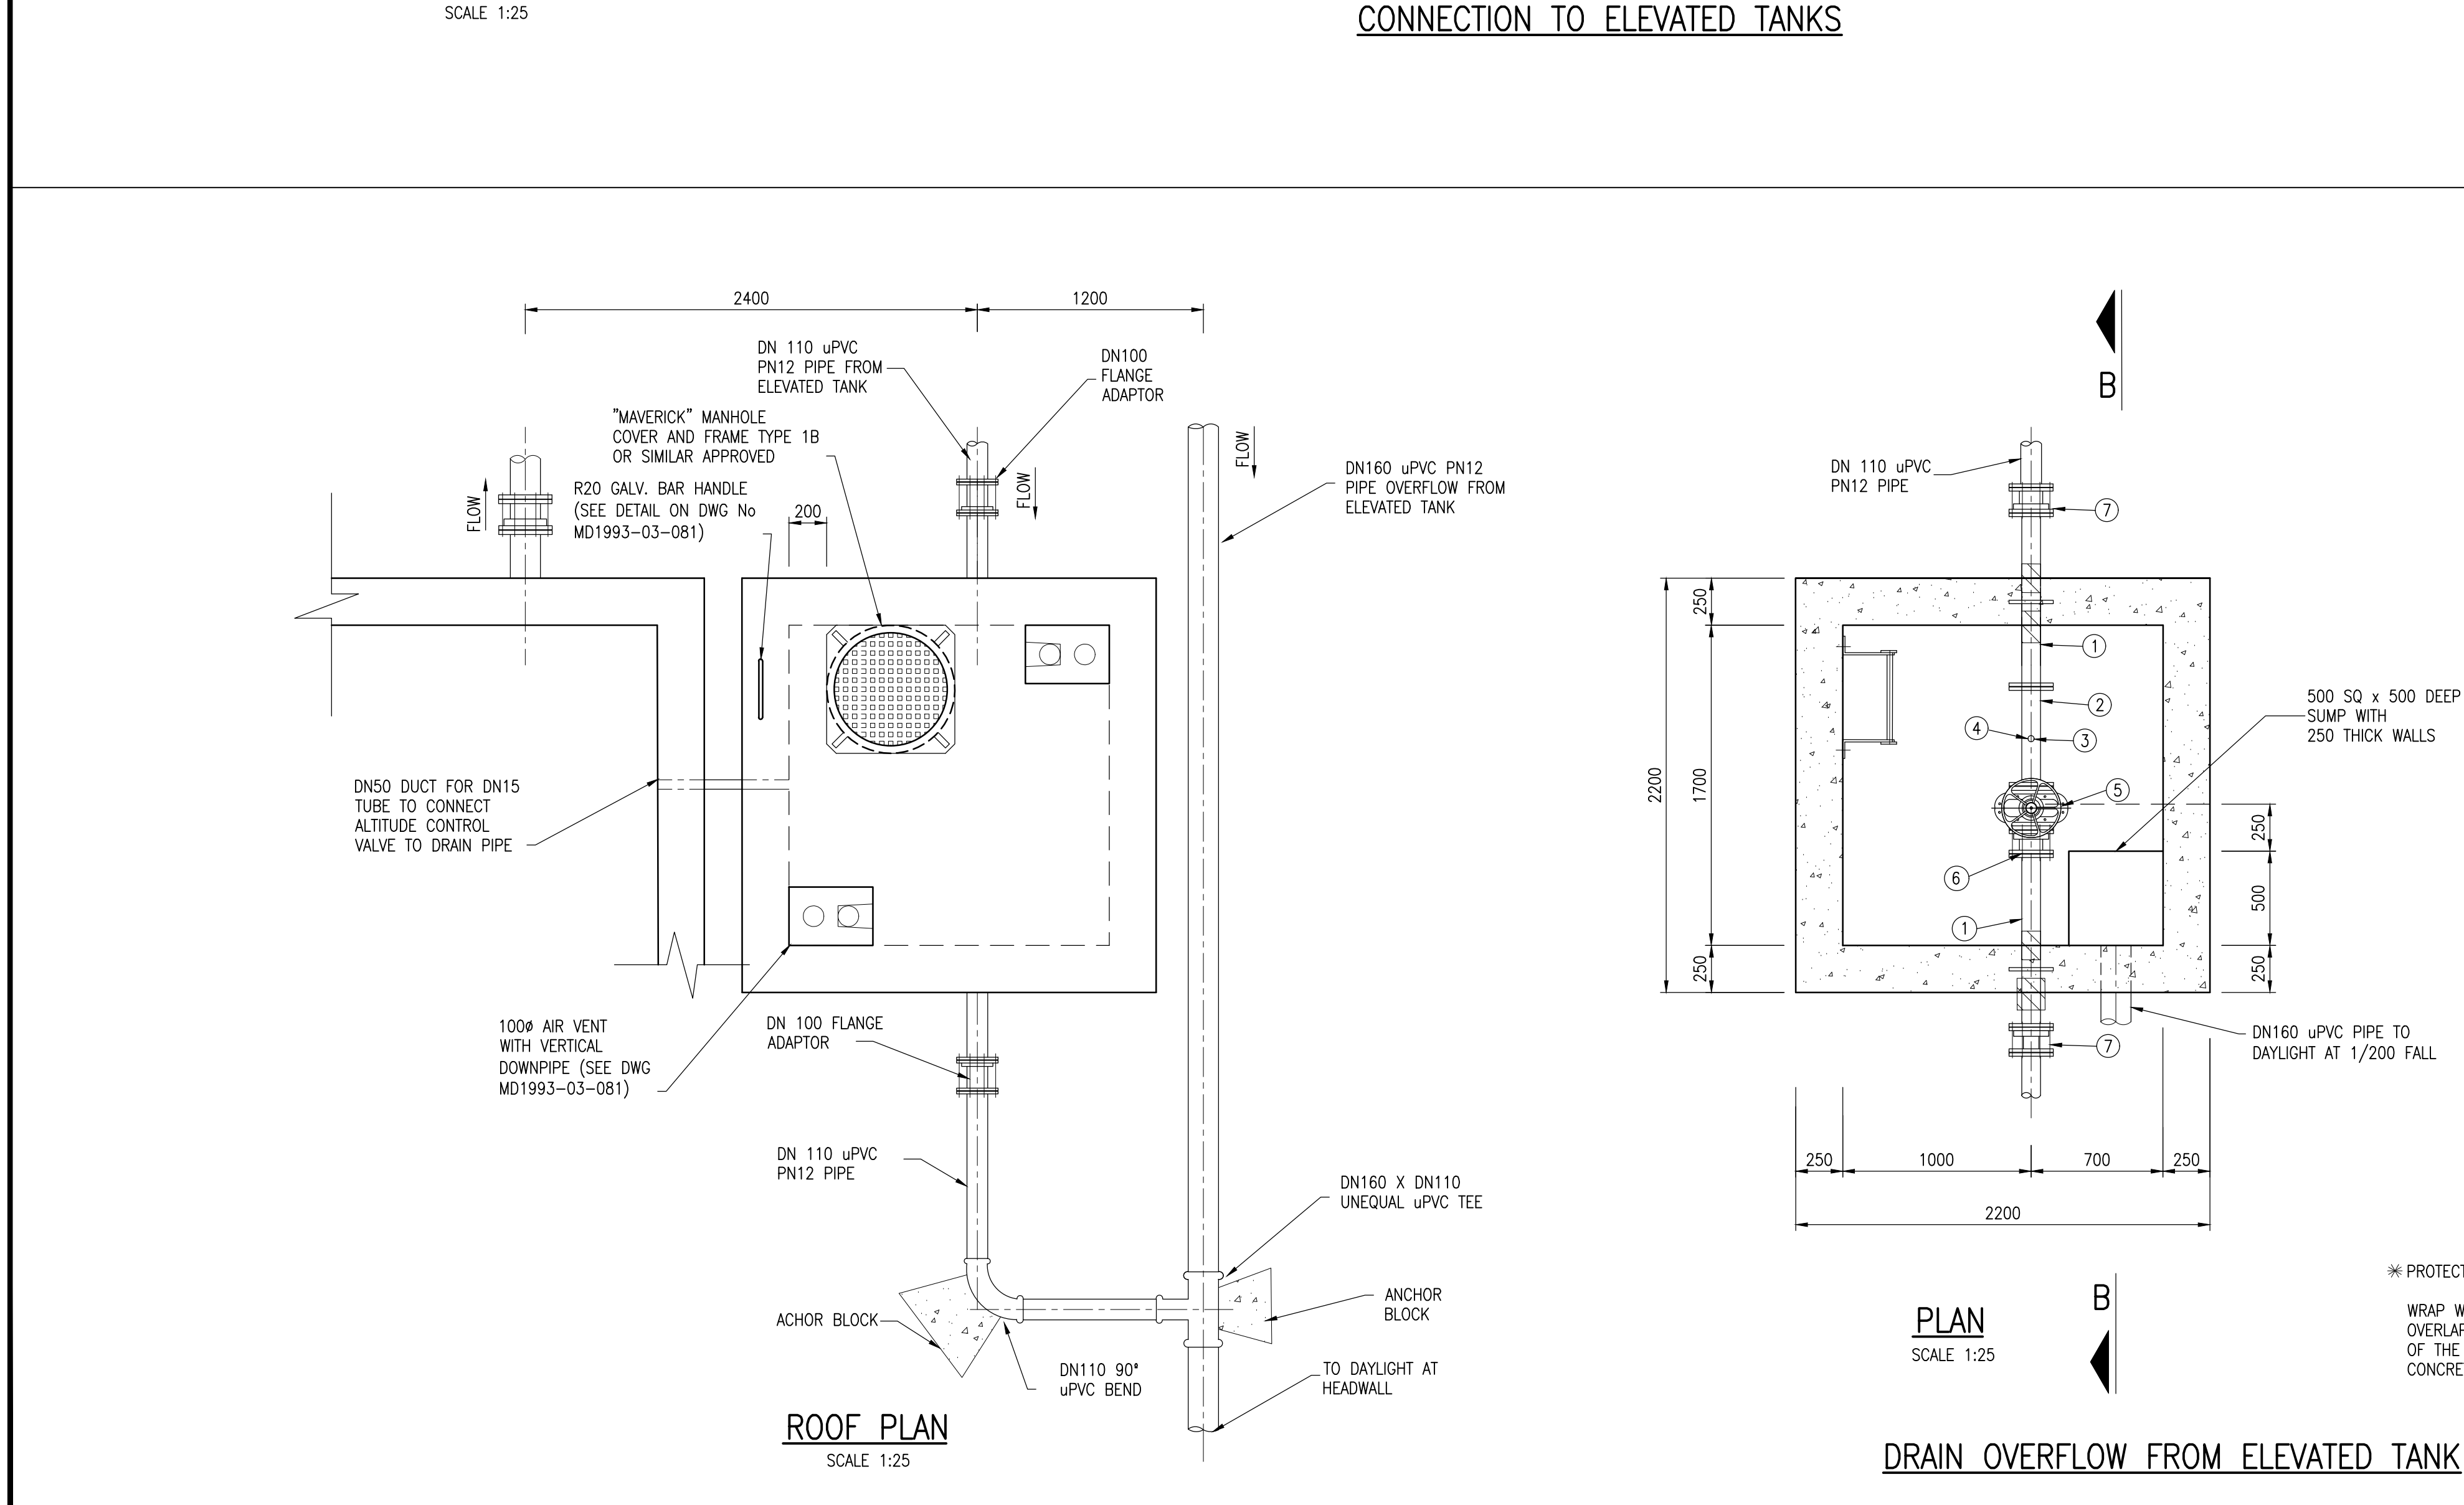 SCALE 1:25
CONNECTION TO ELEVATED TANKS
2400
1200
DN 110 uPVC
PN12 PIPE FROM
ELEVATED TANK
DN100
FLANGE
ADAPTOR
"MAVERICK" MANHOLE
COVER AND FRAME TYPE 1B
OR SIMILAR APPROVED
R20 GALV. BAR HANDLE
(SEE DETAIL ON DWG No
MD1993-03-081)
200
FLOW
FLOW
FLOW
DN160 uPVC PN12
PIPE OVERFLOW FROM
ELEVATED TANK
DN50 DUCT FOR DN15
TUBE TO CONNECT
ALTITUDE CONTROL
VALVE TO DRAIN PIPE
100ø AIR VENT
WITH VERTICAL
DOWNPIPE (SEE DWG
MD1993-03-081)
DN 100 FLANGE
ADAPTOR
DN 110 uPVC
PN12 PIPE
DN160 X DN110
UNEQUAL uPVC TEE
ACHOR BLOCK
ANCHOR
BLOCK
DN110 90°
uPVC BEND
TO DAYLIGHT AT
HEADWALL
ROOF PLAN
SCALE 1:25
B
DN 110 uPVC
PN12 PIPE
7
1
2
4
3
5
6
1
7
500 SQ x 500 DEEP
SUMP WITH
250 THICK WALLS
2200
250
1700
250
250
500
250
DN160 uPVC PIPE TO
DAYLIGHT AT 1/200 FALL
250
1000
700
250
2200
PLAN
SCALE 1:25
B
PROTECT
WRAP W
OVERLAP
OF THE
CONCRE
DRAIN OVERFLOW FROM ELEVATED TANK